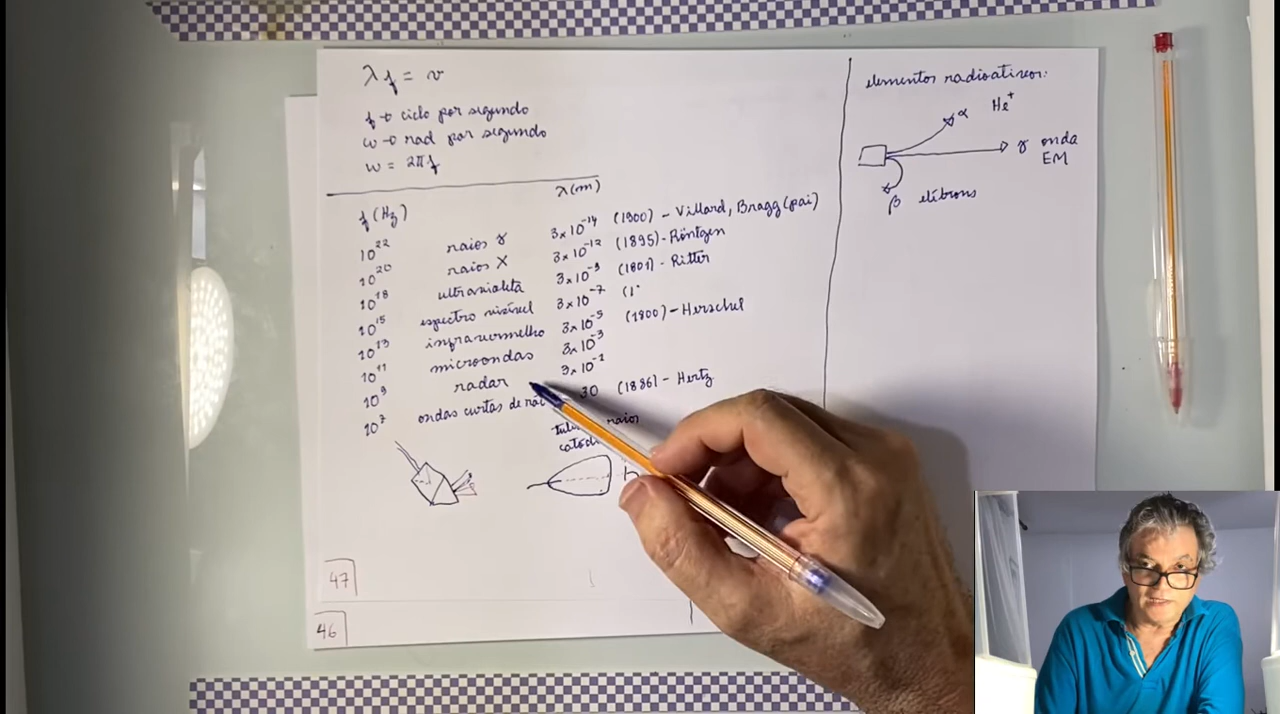 λf = v
f → ciclo por segundo
ω → rad por segundo
ω = 2πf
f (Hz) λ(m)
10²² raios γ 3×10⁻¹⁴ (1900) - Villard, Bragg (pai)
10²⁰ raios X 3×10⁻¹² (1895) - Röntgen
10¹⁸ ultravioleta 3×10⁻⁹ (1801) - Ritter
10¹⁵ espectro visível 3×10⁻⁷ (1
10¹³ infravermelho 3×10⁻⁵ (1800) - Herschel
10¹¹ microondas 3×10⁻³
10⁹ radar 3×10⁻¹
10⁷ ondas curtas de 30 (1886) - Hertz
raios
47
46
elementos radioativos:
α He⁺
γ onda
EM
β elétrons